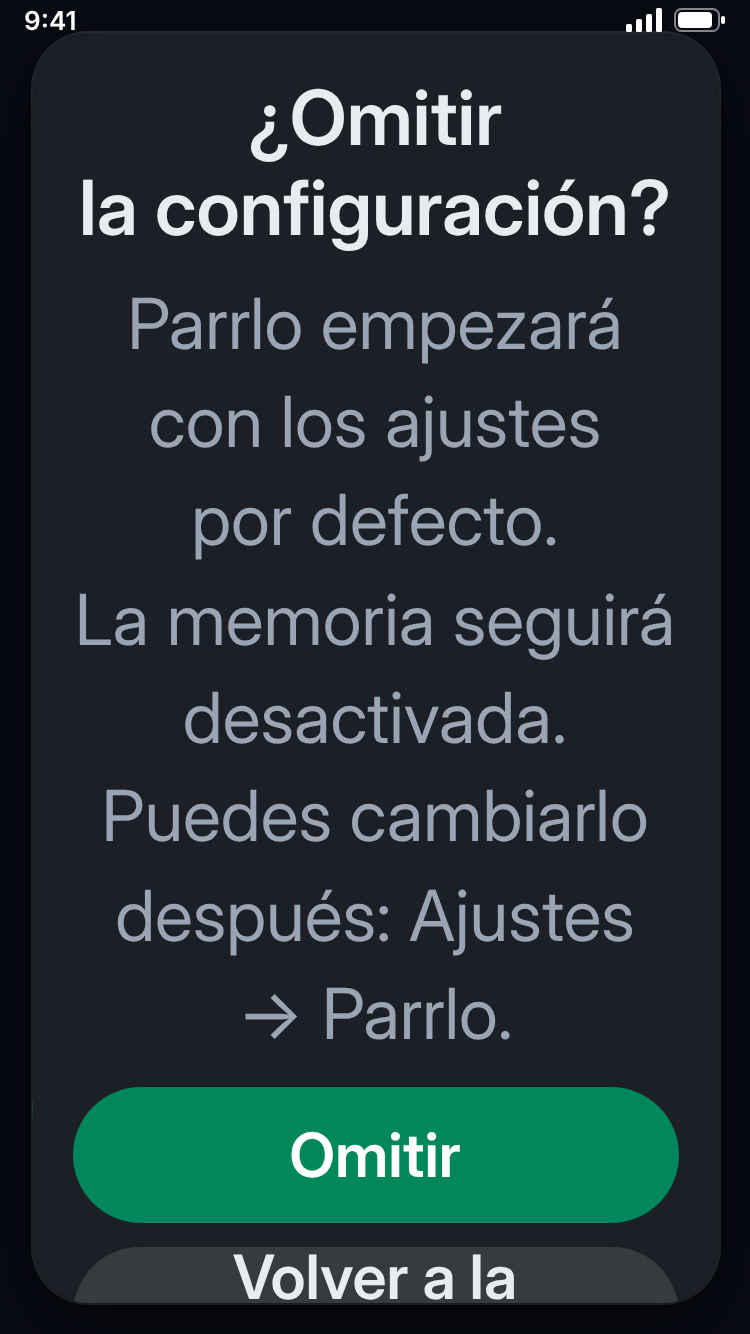 9:41
¿Omitir
la configuración?
Parrlo empezará
con los ajustes
por defecto.
La memoria seguirá
desactivada.
Puedes cambiarlo
después: Ajustes
→ Parrlo.
Omitir
Volver a la